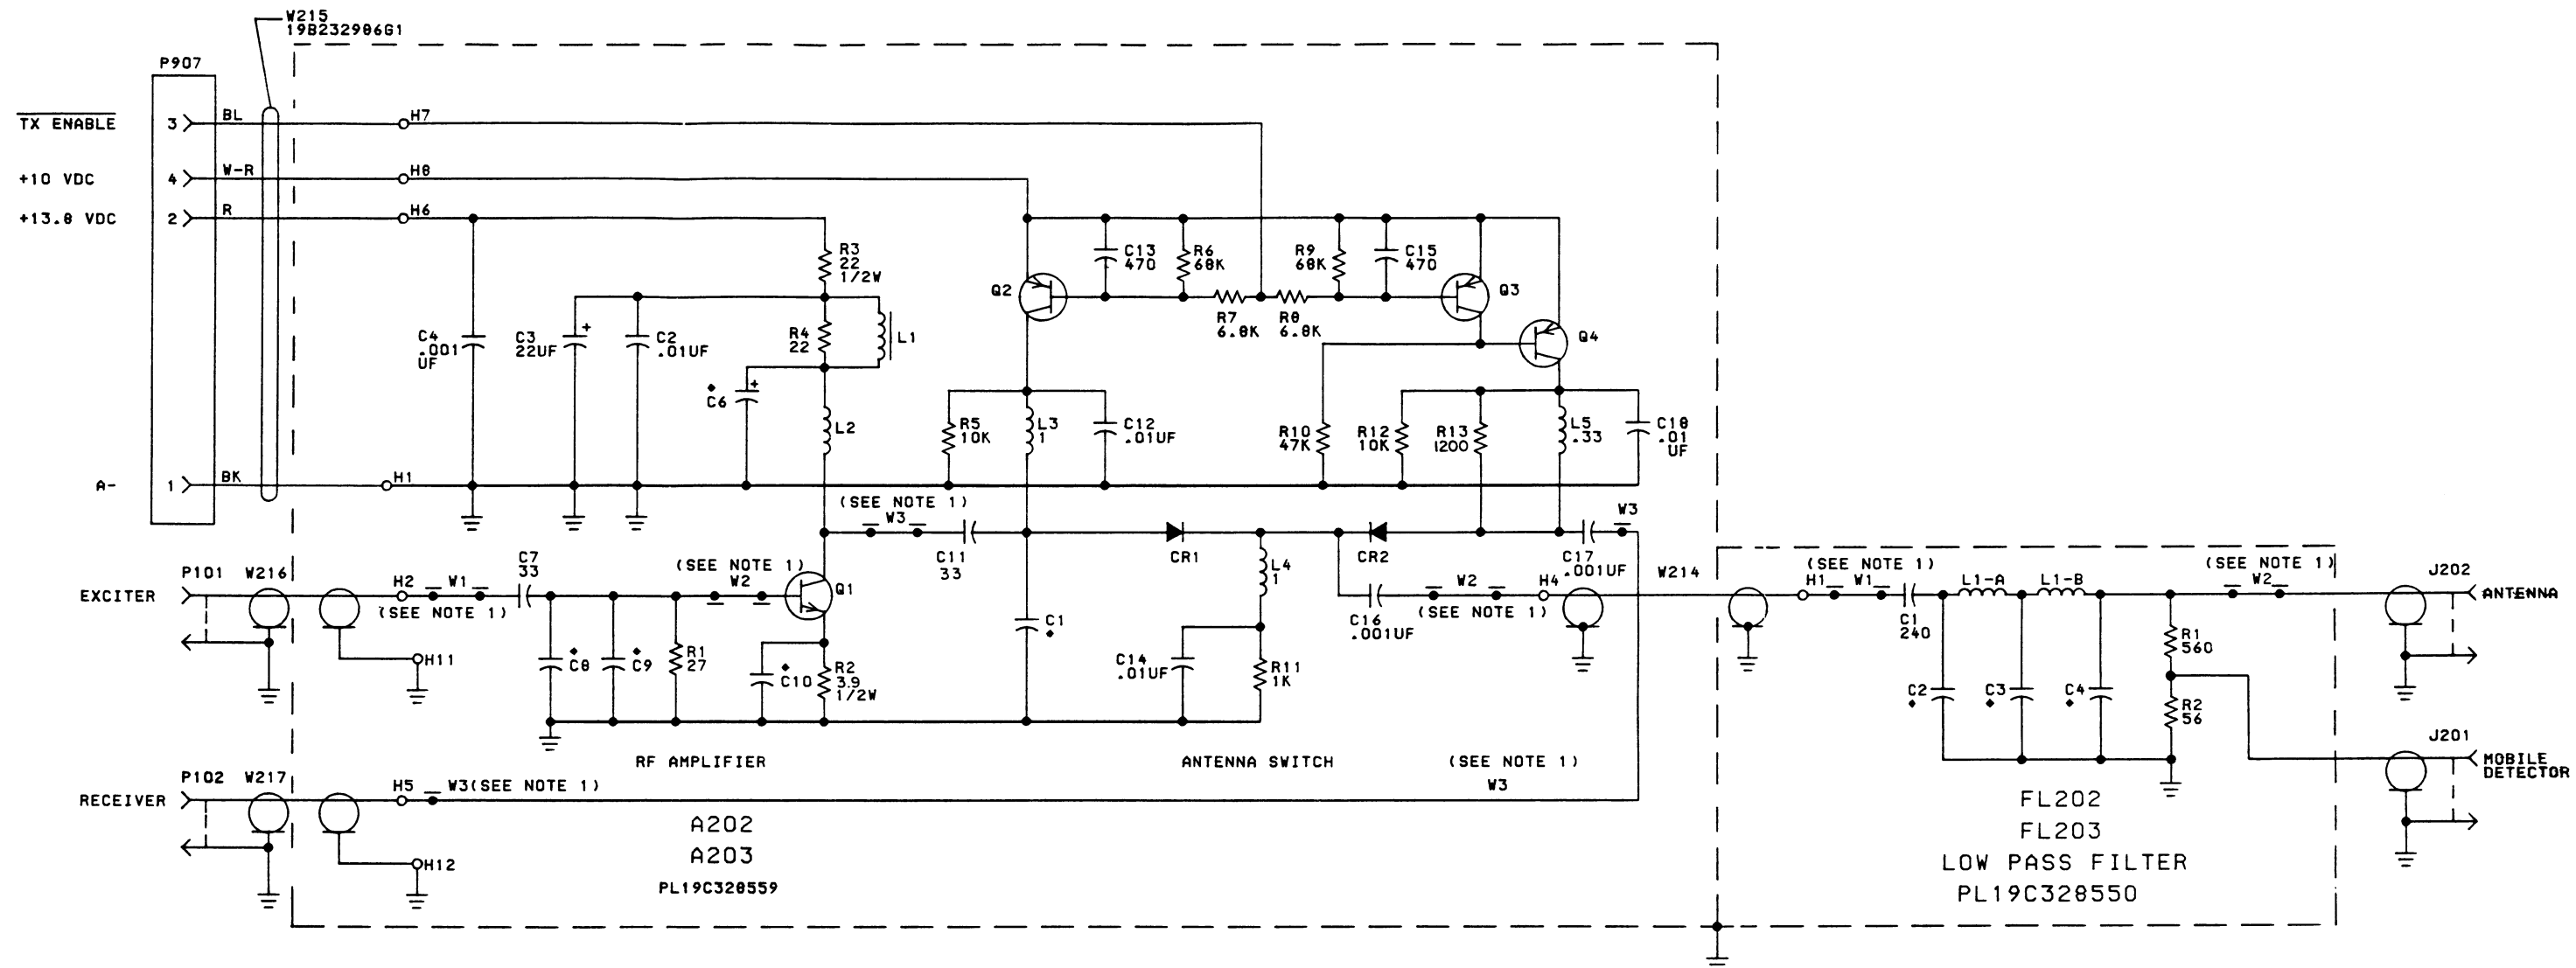 W215
19B232986G1
P907
TX ENABLE
3
BL
H7
+10 VDC
4
W-R
H8
+13.8 VDC
2
R
H6
A-
1
BK
H1
R3
22
1/2W
C4
.001
UF
C3
22UF
+
C2
.01UF
R4
22
L1
C6
+
L2
Q2
C13
470
R6
68K
R9
68K
C15
470
Q3
R7
6.8K
R8
6.8K
Q4
R5
10K
L3
1
C12
.01UF
R10
47K
R12
10K
R13
1200
L5
.33
C18
.01
UF
(SEE NOTE 1)
W3
C11
33
CR1
CR2
C17
.001UF
W3
EXCITER
P101
W216
H2
W1
(SEE NOTE 1)
C7
33
(SEE NOTE 1)
W2
Q1
H11
C8
C9
R1
27
C10
R2
3.9
1/2W
C1
L4
1
C14
.01UF
R11
1K
C16
.001UF
W2
(SEE NOTE 1)
H4
W214
H1
(SEE NOTE 1)
W1
C1
240
L1-A
L1-B
(SEE NOTE 1)
W2
J202
ANTENNA
C2
C3
C4
R1
560
R2
56
J201
MOBILE
DETECTOR
RF AMPLIFIER
ANTENNA SWITCH
(SEE NOTE 1)
W3
RECEIVER
P102
W217
H5
W3(SEE NOTE 1)
H12
A202
A203
PL19C328559
FL202
FL203
LOW PASS FILTER
PL19C328550